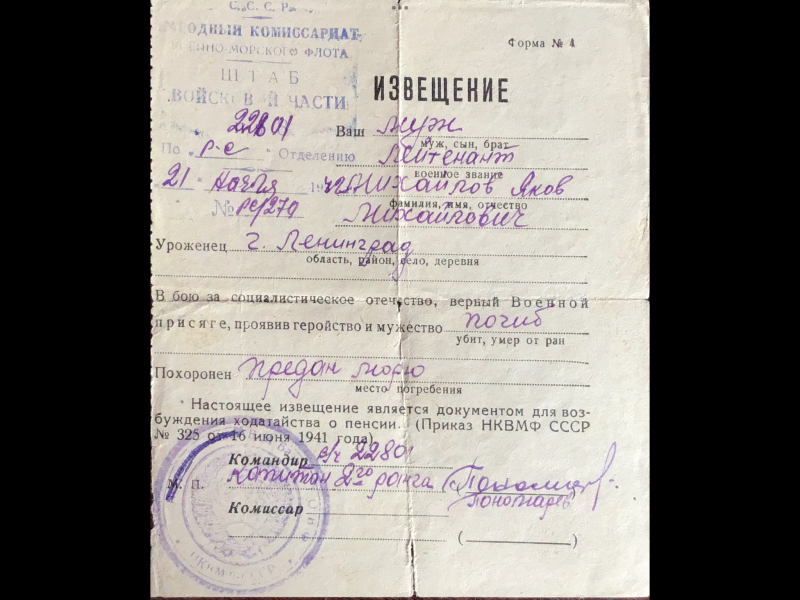 С.С.С.Р.
НАРОДНЫЙ КОМИССАРИАТ
ВОЕННО-МОРСКОГО ФЛОТА
ШТАБ
ВОЙСКОВОЙ ЧАСТИ
22801
По р-с Отделению
21 ноября
№ РС/270
Форма № 4
ИЗВЕЩЕНИЕ
Ваш муж
муж, сын, брат
Лейтенант
военное звание
Михайлов Яков
фамилия, имя, отчество
Михайлович
Уроженец г. Ленинград
область, район, село, деревня
В бою за социалистическое отечество, верный Военной
присяге, проявив геройство и мужество погиб
убит, умер от ран
Похоронен предан морю
место погребения
Настоящее извещение является документом для воз-
буждения ходатайства о пенсии. (Приказ НКВМФ СССР
№ 325 от 16 июня 1941 года)
Командир в/ч 22801
М. П. капитан 2го ранга
(Пономарев)
Комиссар